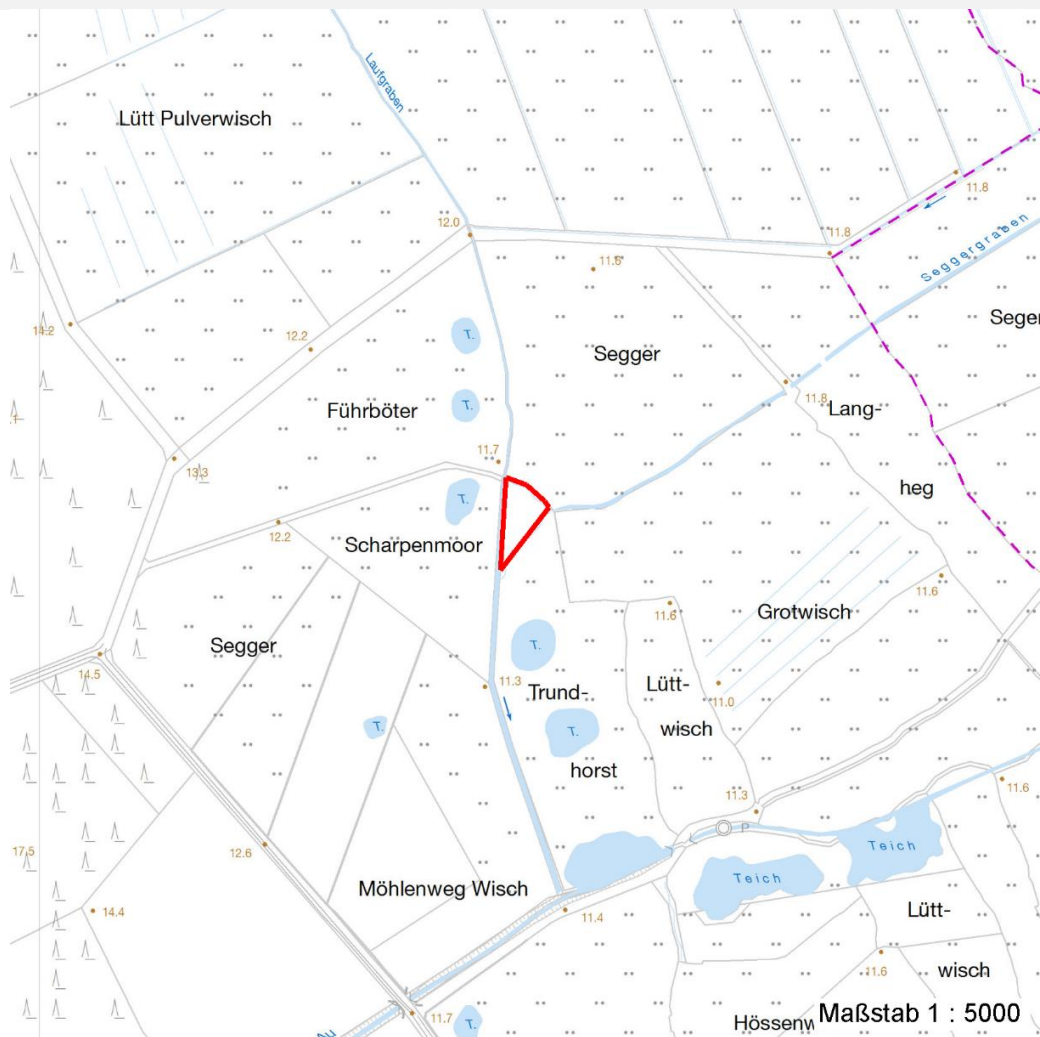 Laufgraben
Lütt Pulverwisch
11.8
12.0
11.8
Seggergraben
11.6
14.2
12.2
T.
Segger
Führböter
T.
11.8
Lang-
11.7
13.3
heg
T.
12.2
Scharpenmoor
11.6
11.6
Grotwisch
Segger
T.
14.5
11.3
Trund-
Lütt-
11.0
T.
T.
wisch
horst
11.6
11.3
P
12.6
17.5
Teich
Teich
Möhlenweg Wisch
14.4
11.4
Lütt-
11.6
wisch
11.7
T.
Maßstab 1 : 5000